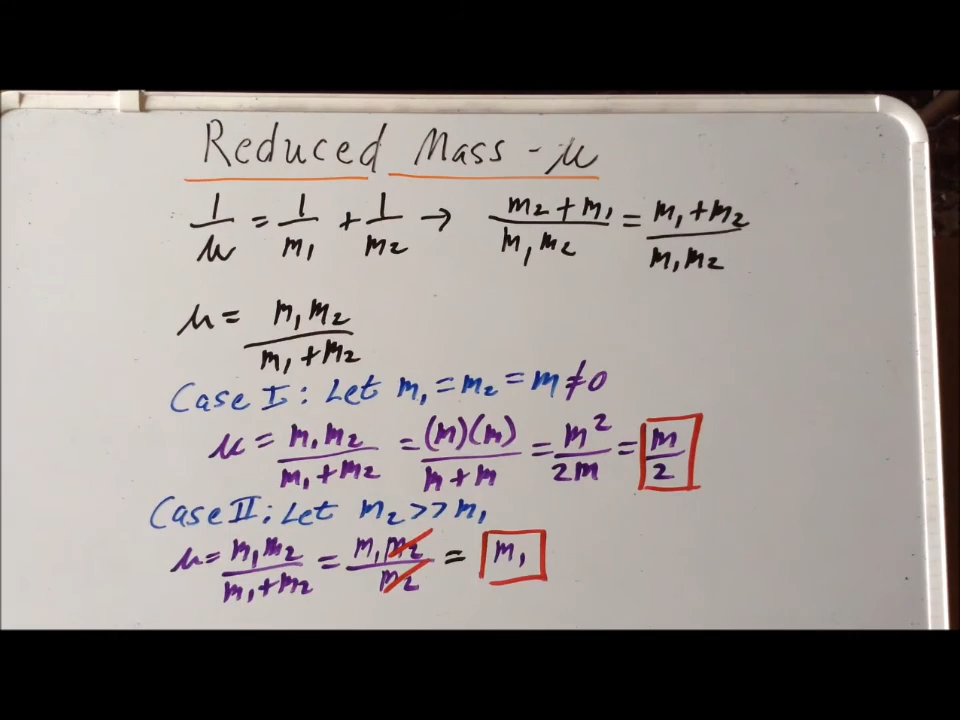 Reduced Mass - μ
1/μ = 1/m₁ + 1/m₂ → (m₂ + m₁)/(m₁m₂) = (m₁ + m₂)/(m₁m₂)
μ = (m₁m₂)/(m₁ + m₂)
Case I: Let m₁ = m₂ = m ≠ 0
μ = (m₁m₂)/(m₁ + m₂) = (m)(m)/(m + m) = m²/2m = m/2
Case II: Let m₂ >> m₁
μ = (m₁m₂)/(m₁ + m₂) = (m₁m₂)/m₂ = m₁